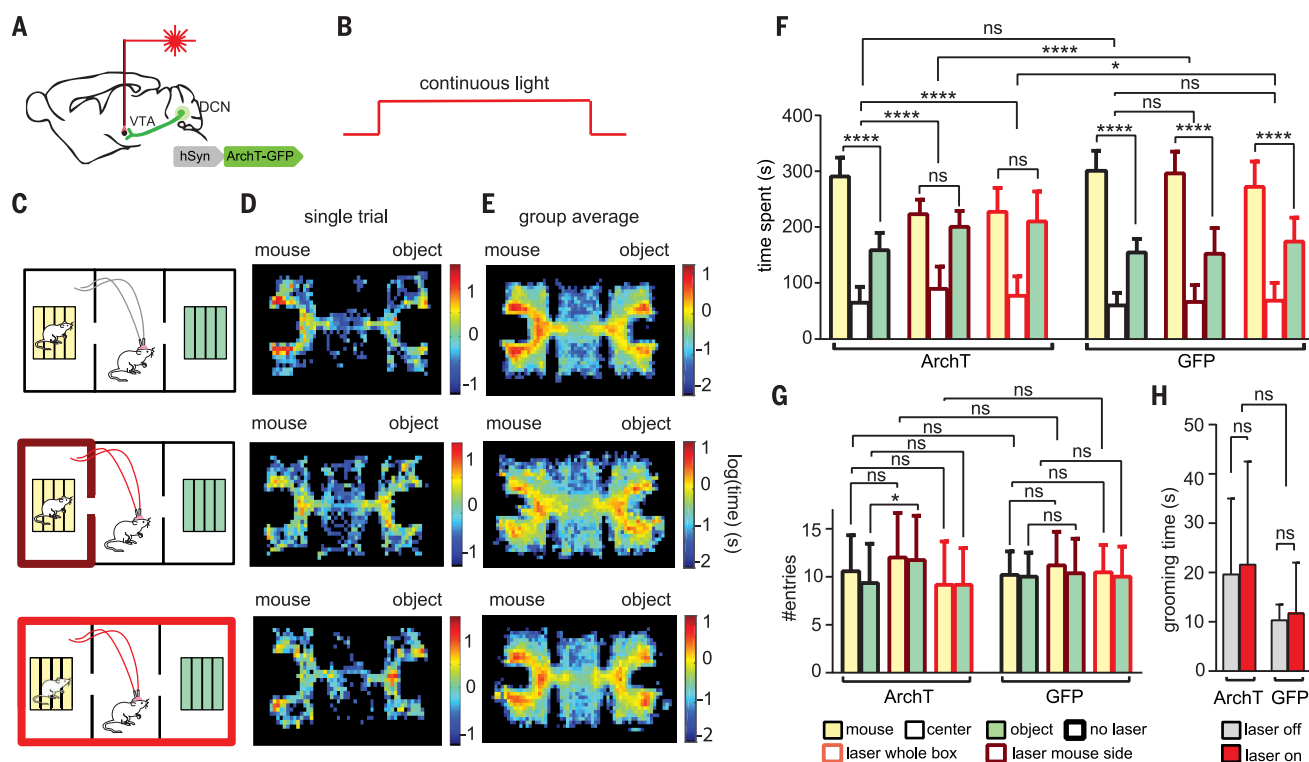 A
VTA
DCN
hSyn
ArchT-GFP
B
continuous light
C
D
single trial
mouse object
1
0
-1
mouse object
1
0
-1
mouse object
1
0
-1
E
group average
mouse object
1
0
-1
-2
mouse object
1
0
-1
-2
log(time) (s)
mouse object
1
0
-1
-2
F
ns
****
*
**** ns
**** ns
**** ns ns **** **** ****
time spent (s)
400
300
200
100
0
ArchT GFP
G
ns
ns
ns
ns ns
ns ns
ns ns
* ns
#entries
15
10
5
0
ArchT GFP
H
ns
ns
ns
grooming time (s)
50
40
30
20
10
0
ArchT GFP
mouse center object no laser
laser whole box laser mouse side
laser off
laser on